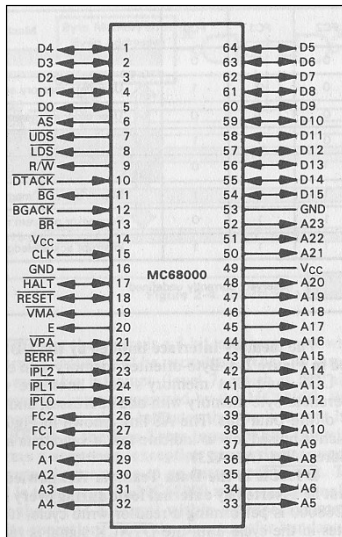 D4 1 64 D5
D3 2 63 D6
D2 3 62 D7
D1 4 61 D8
D0 5 60 D9
AS 6 59 D10
UDS 7 58 D11
LDS 8 57 D12
R/W 9 56 D13
DTACK 10 55 D14
BG 11 54 D15
BGACK 12 53 GND
BR 13 52 A23
VCC 14 51 A22
CLK 15 50 A21
GND 16 49 VCC
MC68000
HALT 17 48 A20
RESET 18 47 A19
VMA 19 46 A18
E 20 45 A17
VPA 21 44 A16
BERR 22 43 A15
IPL2 23 42 A14
IPL1 24 41 A13
IPL0 25 40 A12
FC2 26 39 A11
FC1 27 38 A10
FC0 28 37 A9
A1 29 36 A8
A2 30 35 A7
A3 31 34 A6
A4 32 33 A5